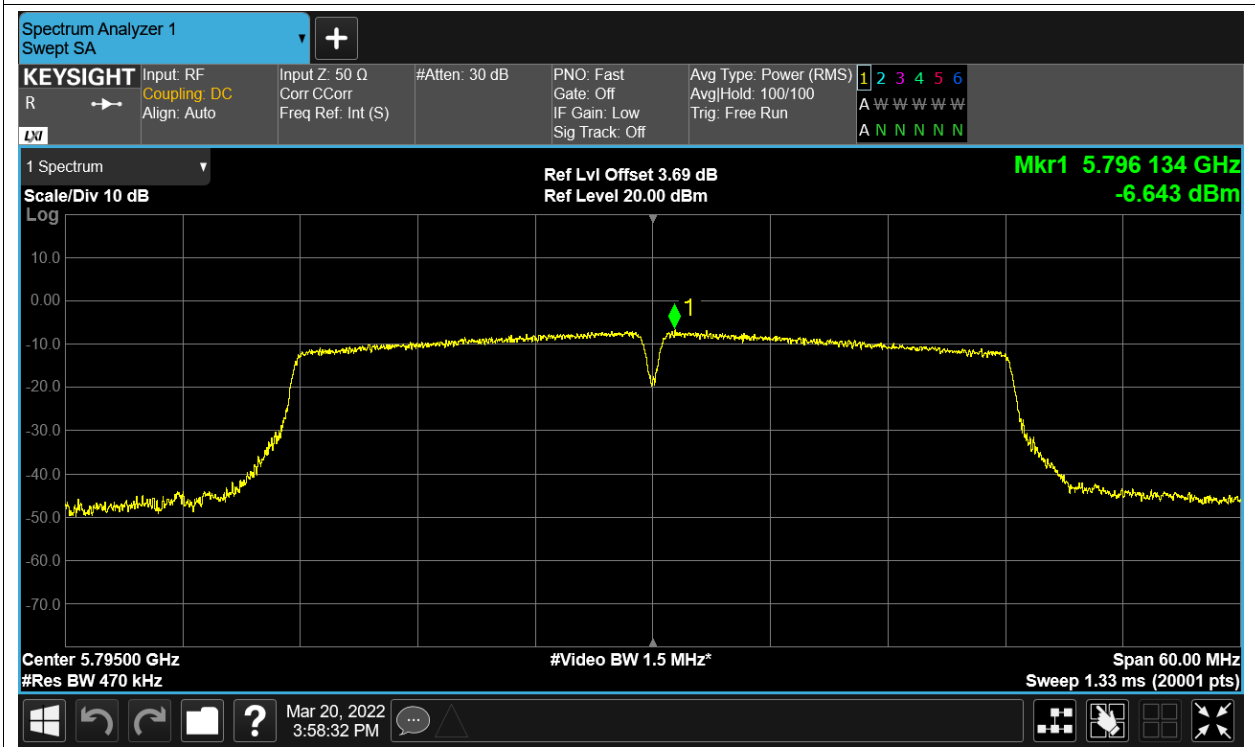 Spectrum Analyzer 1
Swept SA
KEYSIGHT
R
LXI
Input: RF
Coupling: DC
Align: Auto
Input Z: 50 Ω
Corr CCorr
Freq Ref: Int (S)
#Atten: 30 dB
PNO: Fast
Gate: Off
IF Gain: Low
Sig Track: Off
Avg Type: Power (RMS)
Avg|Hold: 100/100
Trig: Free Run
1 2 3 4 5 6
A W W W W W
A N N N N N
1 Spectrum
Scale/Div 10 dB
Log
Ref Lvl Offset 3.69 dB
Ref Level 20.00 dBm
Mkr1 5.796 134 GHz
-6.643 dBm
10.0
0.00
-10.0
-20.0
-30.0
-40.0
-50.0
-60.0
-70.0
1
Center 5.79500 GHz
#Res BW 470 kHz
#Video BW 1.5 MHz*
Span 60.00 MHz
Sweep 1.33 ms (20001 pts)
?
Mar 20, 2022
3:58:32 PM